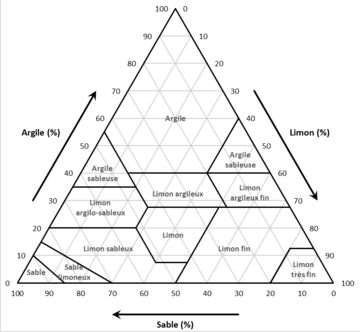 100 0
90 10
80 20
70 30
60 40
Argile
Argile (%)
Limon (%)
50 50
Argile
sableuse
Argile
sableuse
40 60
Limon argileux
Limon
argileux fin
30 70
Limon
argilo-sableux
20 80
Limon
Limon sableux
Limon fin
10 90
Sable
Sable
limoneux
Limon
très fin
0 100
100 90 80 70 60 50 40 30 20 10 0
Sable (%)